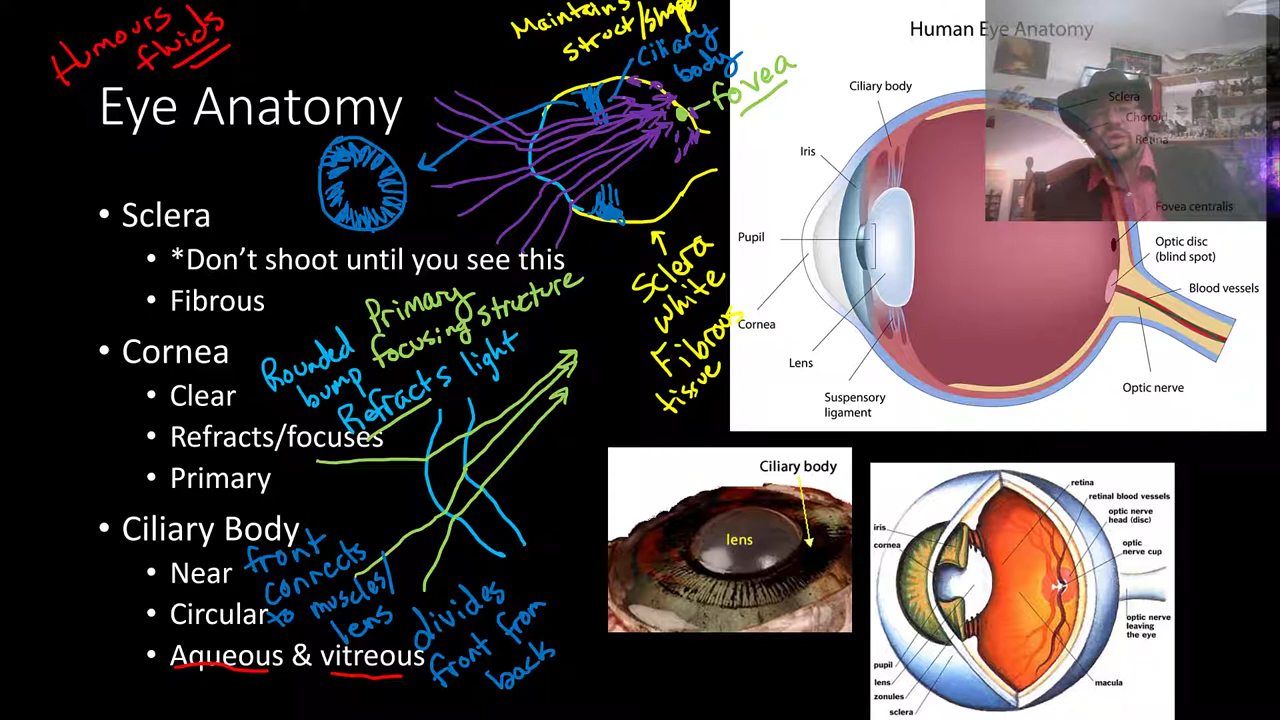 Humours
fluids
Eye Anatomy
• Sclera
• *Don't shoot until you see this
• Fibrous
• Cornea
• Clear
• Refracts/focuses
• Primary
• Ciliary Body
• Near
• Circular
• Aqueous & vitreous
Maintains
struct/shape
Ciliary
body
fovea
Sclera
white
Fibrous
tissue
Primary
focusing structure
Rounded
bump
Refracts light
front
connects
to muscles/
lens
divides
front from
back
Human Eye Anatomy
Ciliary body
Sclera
Choroid
Retina
Iris
Fovea centralis
Pupil
Optic disc
(blind spot)
Blood vessels
Cornea
Lens
Optic nerve
Suspensory
ligament
Ciliary body
lens
retina
retinal blood vessels
optic nerve
head (disc)
iris
cornea
optic
nerve cup
optic nerve
leaving
the eye
pupil
lens
zonules
sclera
macula